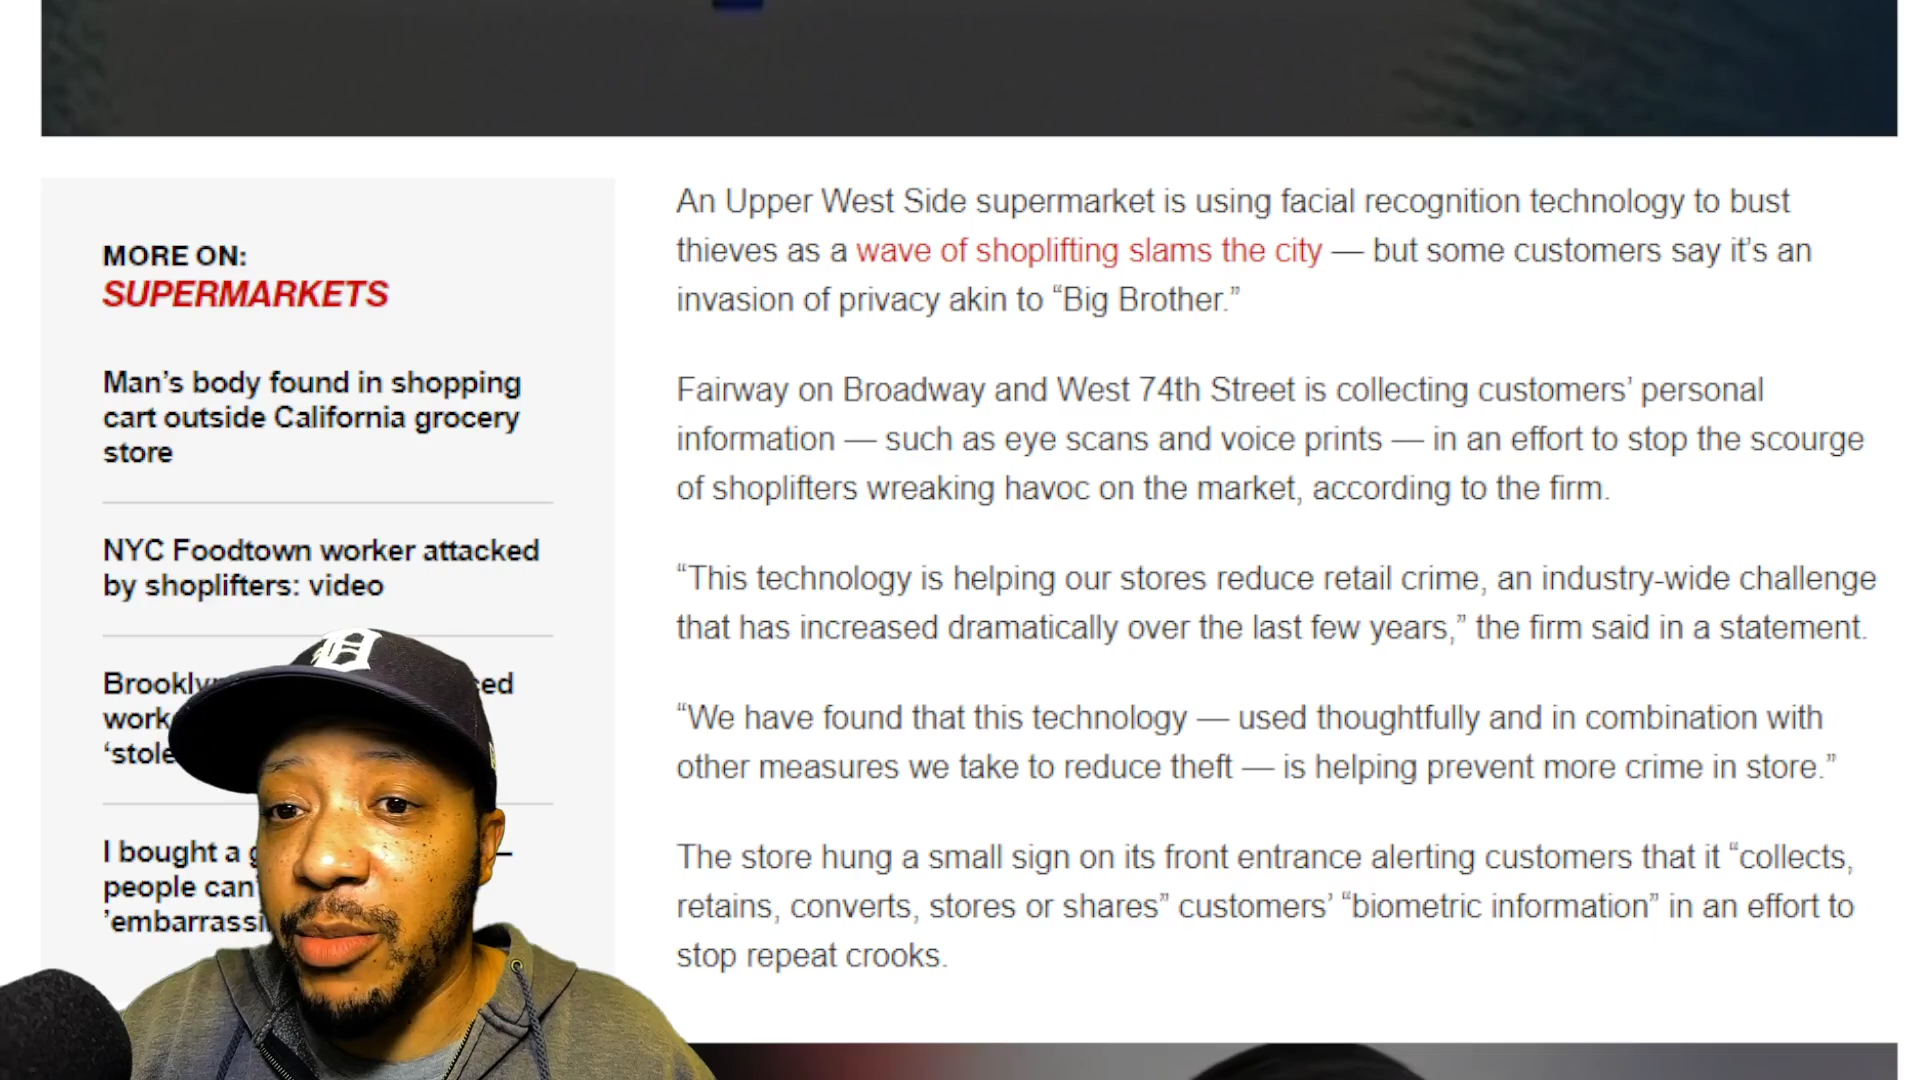 MORE ON:
SUPERMARKETS
Man’s body found in shopping
cart outside California grocery
store
NYC Foodtown worker attacked
by shoplifters: video
I bought a
people can’
’embarrassi
An Upper West Side supermarket is using facial recognition technology to bust
thieves as a wave of shoplifting slams the city — but some customers say it’s an
invasion of privacy akin to “Big Brother.”
Fairway on Broadway and West 74th Street is collecting customers’ personal
information — such as eye scans and voice prints — in an effort to stop the scourge
of shoplifters wreaking havoc on the market, according to the firm.
“This technology is helping our stores reduce retail crime, an industry-wide challenge
that has increased dramatically over the last few years,” the firm said in a statement.
“We have found that this technology — used thoughtfully and in combination with
other measures we take to reduce theft — is helping prevent more crime in store.”
The store hung a small sign on its front entrance alerting customers that it “collects,
retains, converts, stores or shares” customers’ “biometric information” in an effort to
stop repeat crooks.